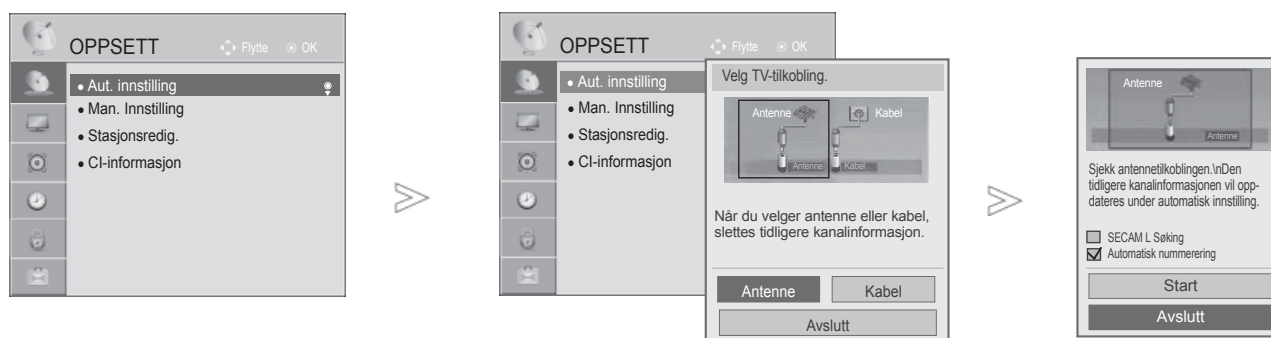 OPPSETT
Flytte OK
• Aut. innstilling
• Man. Innstilling
• Stasjonsredig.
• CI-informasjon
OPPSETT
Flytte OK
• Aut. innstilling
• Man. Innstilling
• Stasjonsredig.
• CI-informasjon
Velg TV-tilkobling.
Antenne
Kabel
Antenne
Kabel
Når du velger antenne eller kabel,
slettes tidligere kanalinformasjon.
Antenne
Kabel
Avslutt
Antenne
Antenne
Sjekk antennetilkoblingen.\nDen
tidligere kanalinformasjonen vil opp-
dateres under automatisk innstilling.
SECAM L Søking
Automatisk nummerering
Start
Avslutt